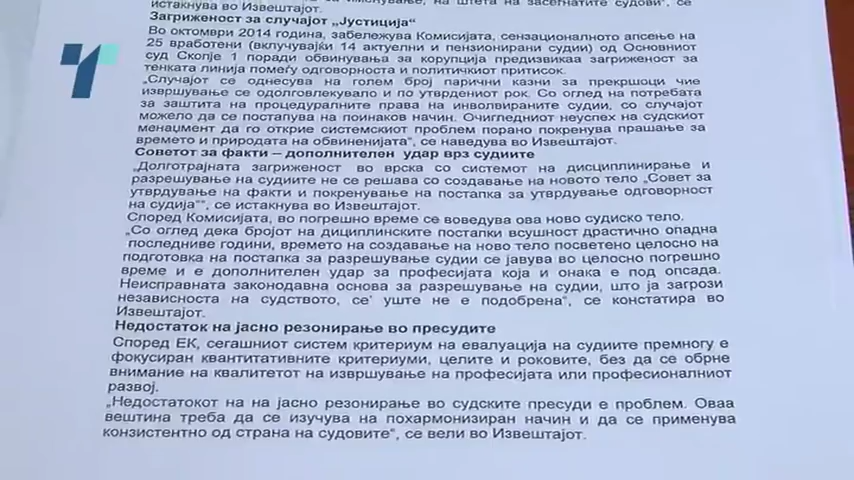 истакнува во Извештајот.
Загриженост за случајот „Јустиција“
Во октомври 2014 година, забележува Комисијата, сензационалното апсење на
25 вработени (вклучувајќи 14 актуелни и пензионирани судии) од Основниот
суд Скопје 1 поради обвинувања за корупција предизвикаа загриженост за
тенката линија помеѓу одговорноста и политичкиот притисок.
„Случајот се однесува на голем број парични казни за прекршоци чие
извршување се одолговлекувало и по утврдениот рок. Со оглед на потребата
за заштита на процедуралните права на инволвираните судии, со случајот
можело да се постапува на поинаков начин. Очигледниот неуспех на судскиот
менаџмент да го открие системскиот проблем порано покренува прашање за
времето и природата на обвиненијата“, се наведува во Извештајот.
Советот за факти – дополнителен удар врз судиите
„Долготрајната загриженост во врска со системот на дисциплинирање и
разрешување на судиите не се решава со создавање на новото тело „Совет за
утврдување на факти и покренување на постапка за утврдување одговорност
на судија““, се истакнува во Извештајот.
Според Комисијата, во погрешно време се воведува ова ново судиско тело.
„Со оглед дека бројот на дициплинските постапки всушност драстично опадна
последниве години, времето на создавање на ново тело посветено целосно на
подготовка на постапка за разрешување судии се јавува во целосно погрешно
време и е дополнителен удар за професијата која и онака е под опсада.
Неисправната законодавна основа за разрешување на судии, што ја загрози
независноста на судството, се’ уште не е подобрена“, се констатира во
Извештајот.
Недостаток на јасно резонирање во пресудите
Според ЕК, сегашниот систем критериум на евалуација на судиите премногу е
фокусиран квантитативните критериуми, целите и роковите, без да се обрне
внимание на квалитетот на извршување на професијата или професионалниот
развој.
„Недостатокот на на јасно резонирање во судските пресуди е проблем. Оваа
вештина треба да се изучува на похармонизиран начин и да се применува
конзистентно од страна на судовите“, се вели во Извештајот.